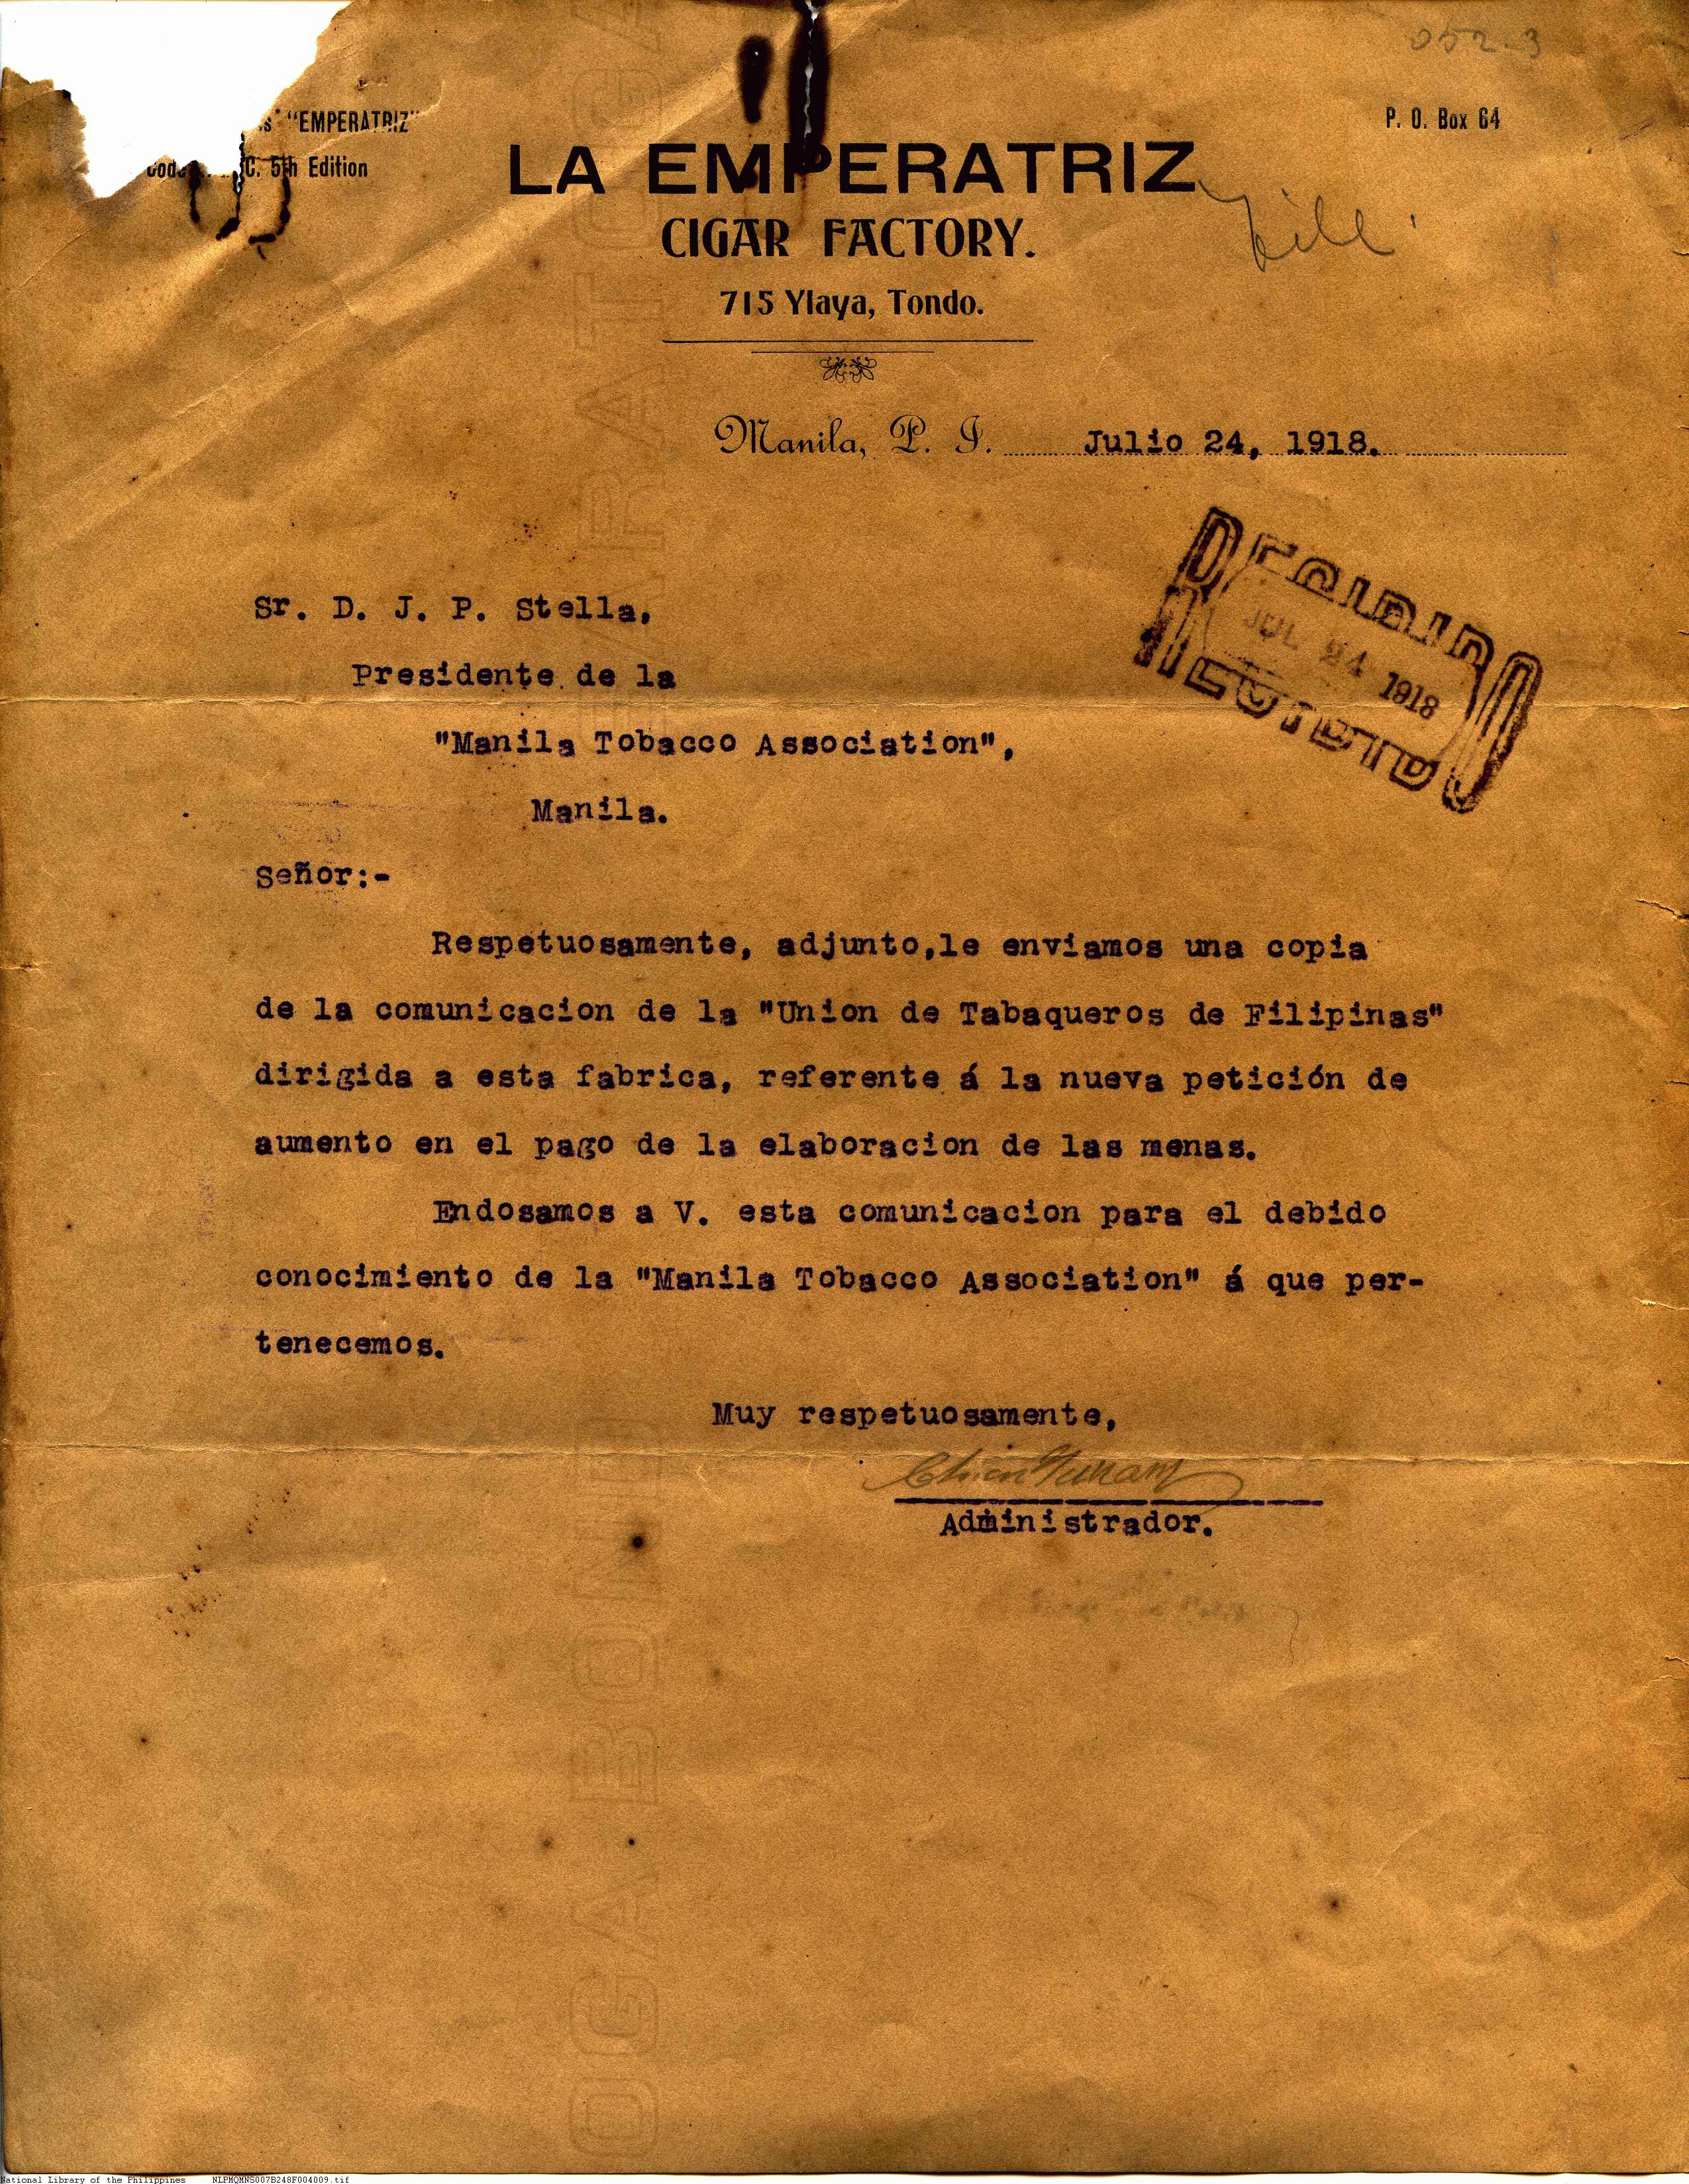 052-3
"EMPERATRIZ"
P. O. Box 64
C. 5th Edition
LA EMPERATRIZ
CIGAR FACTORY.
715 Ylaya, Tondo.
Manila, P. I. Julio 24, 1918.
RECIBIDO
JUL 24 1918
RECIBIDO
Sr. D. J. P. Stella,
Presidente de la
"Manila Tobacco Association",
Manila.
Señor:-
Respetuosamente, adjunto,le enviamos una copia
de la comunicacion de la "Union de Tabaqueros de Filipinas"
dirigida a esta fabrica, referente á la nueva petición de
aumento en el pago de la elaboracion de las menas.
Endosamos a V. esta comunicacion para el debido
conocimiento de la "Manila Tobacco Association" á que per-
tenecemos.
Muy respetuosamente,
Administrador.
National Library of the Philippines NLPMQMNS007B248F004009.tif